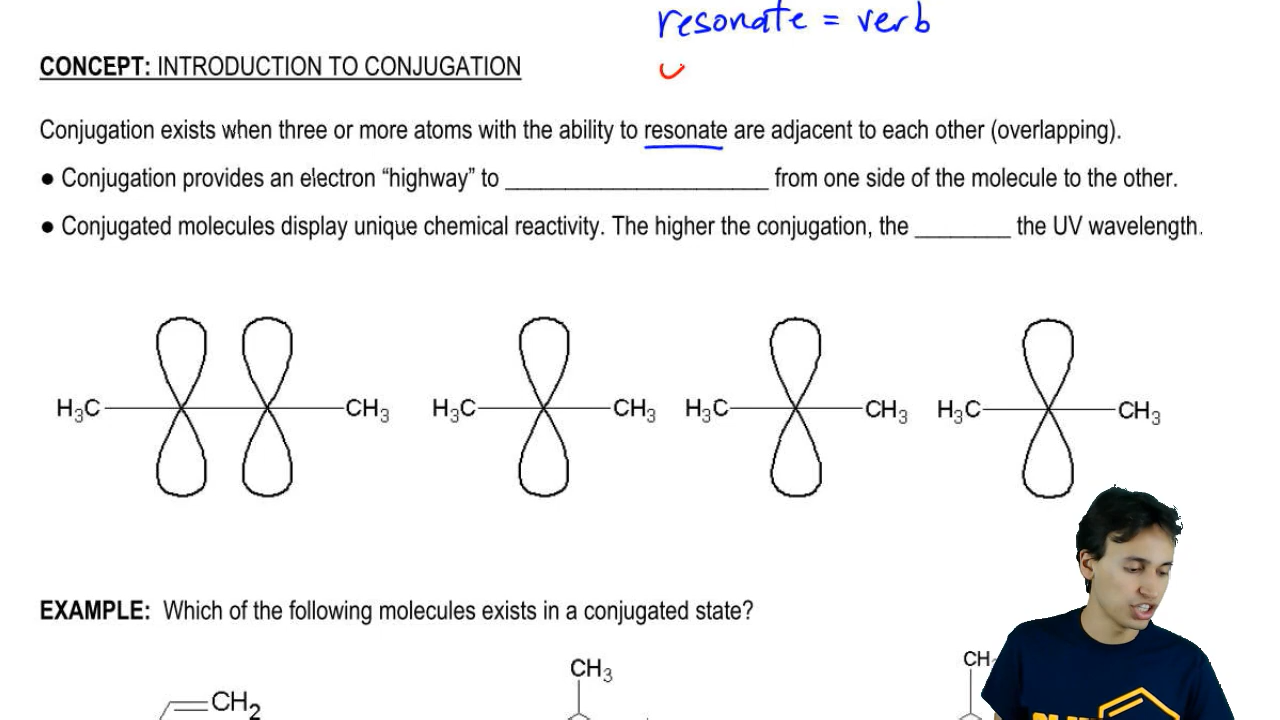 resonate = verb
CONCEPT: INTRODUCTION TO CONJUGATION
Conjugation exists when three or more atoms with the ability to resonate are adjacent to each other (overlapping).
● Conjugation provides an electron “highway” to ______________________ from one side of the molecule to the other.
● Conjugated molecules display unique chemical reactivity. The higher the conjugation, the ________ the UV wavelength.
H₃C CH₃ H₃C CH₃ H₃C CH₃ H₃C CH₃
EXAMPLE: Which of the following molecules exists in a conjugated state?
CH₃ CH
CH₂